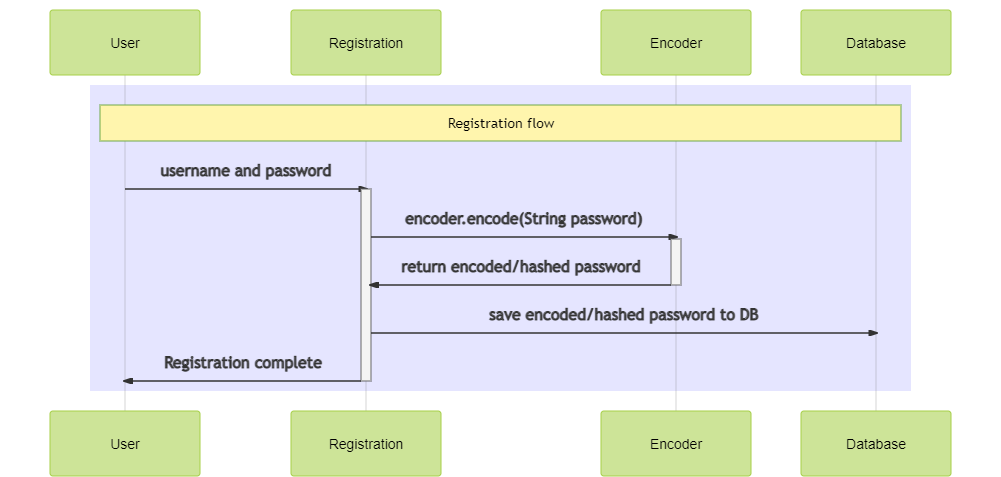 User
Registration
Encoder
Database
Registration flow
username and password
encoder.encode(String password)
return encoded/hashed password
save encoded/hashed password to DB
Registration complete
User
Registration
Encoder
Database